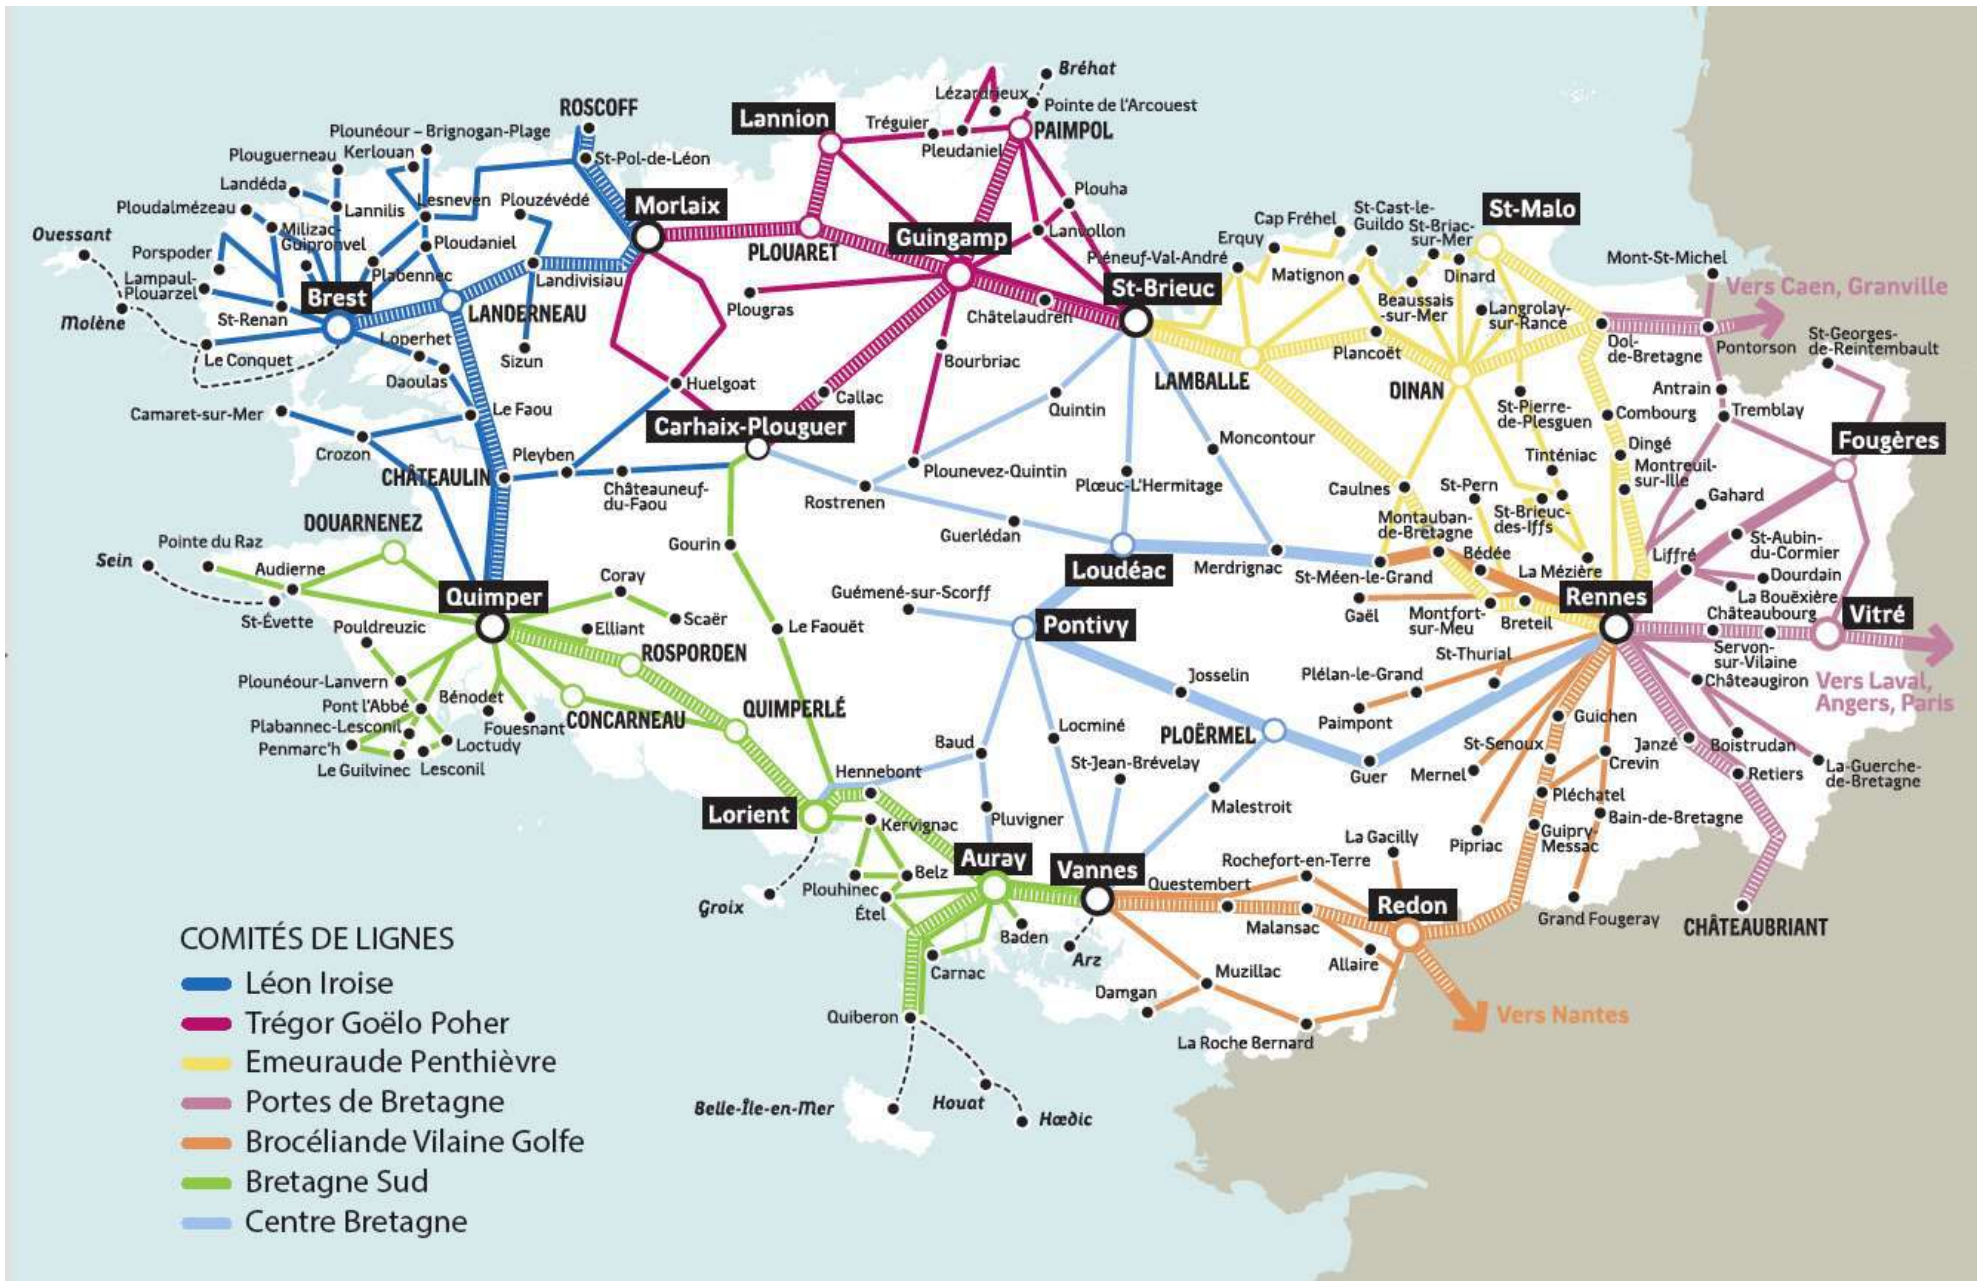 Bréhat
Lézardrieux
Pointe de l'Arcouest
ROSCOFF
Lannion
Tréguier
PAIMPOL
Plounéour – Brignogan-Plage
Pleudaniel
Plouguerneau
Kerlouan
St-Pol-de-Léon
Landéda
Plouha
Ploudalmézeau
Lannilis
Lesneven
Plouzévédé
Morlaix
St-Cast-le-
Guildo
St-Briac-
sur-Mer
St-Malo
Cap Fréhel
Ouessant
Milizac-
Guipronvel
Ploudaniel
PLOUARET
Guingamp
Lanvollon
Erquy
Porspoder
Plabennec
Landivisiau
Pléneuf-Val-André
Matignon
Dinard
Mont-St-Michel
Lampaul-
Plouarzel
Brest
LANDERNEAU
Plougras
St-Brieuc
Beaussais
-sur-Mer
Langrolay-
sur-Rance
Vers Caen, Granville
Molène
St-Renan
Loperhet
Châtelaudren
Le Conquet
Sizun
Bourbriac
Plancoët
Dol-
de-Bretagne
Pontorson
St-Georges-
de-Reintembault
Daoulas
Huelgoat
Callac
LAMBALLE
DINAN
Antrain
Camaret-sur-Mer
Le Faou
Quintin
St-Pierre-
de-Plesguen
Combourg
Tremblay
Carhaix-Plouguer
Moncontour
Dingé
Fougères
Crozon
Pleyben
CHÂTEAULIN
Châteauneuf-
du-Faou
Plounevez-Quintin
Plœuc-L'Hermitage
Tinténiac
Montreuil-
sur-Ille
Rostrenen
Caulnes
St-Pern
Gahard
DOUARNENEZ
Guerlédan
Montauban-
de-Bretagne
St-Brieuc-
des-Iffs
St-Aubin-
du-Cormier
Pointe du Raz
Gourin
Sein
Audierne
Coray
Loudéac
Merdrignac
St-Méen-le-Grand
Bédée
La Mézière
Liffré
Dourdain
Quimper
Guémené-sur-Scorff
Rennes
La Bouëxière
St-Évette
Scaër
Gaël
Montfort-
sur-Meu
Breteil
Châteaubourg
Vitré
Pouldreuzic
Elliant
Le Faouët
Pontivy
Servon-
sur-Vilaine
ROSPORDEN
St-Thurial
Plounéour-Lanvern
Josselin
Plélan-le-Grand
Châteaugiron
Vers Laval,
Angers, Paris
Pont l'Abbé
Bénodet
QUIMPERLÉ
Paimpont
Guichen
Plabannec-Lesconil
Fouesnant
CONCARNEAU
Locminé
PLOËRMEL
St-Senoux
Janzé
Boistrudan
Penmarc'h
Loctudy
Baud
Crevin
Le Guilvinec
Lesconil
St-Jean-Brévelay
Guer
Mernel
Retiers
La-Guerche-
de-Bretagne
Hennebont
Malestroit
Pléchatel
Lorient
Kervignac
Pluvigner
Bain-de-Bretagne
La Gacilly
Pipriac
Guipry-
Messac
Auray
Vannes
Rochefort-en-Terre
Belz
Questembert
Plouhinec
Groix
Étel
Redon
Malansac
Grand Fougeray
CHÂTEAUBRIANT
Baden
Arz
Allaire
Carnac
Muzillac
Damgan
Quiberon
Vers Nantes
La Roche Bernard
Belle-Île-en-Mer
Houat
Hœdic
COMITÉS DE LIGNES
Léon Iroise
Trégor Goëlo Poher
Emeuraude Penthièvre
Portes de Bretagne
Brocéliande Vilaine Golfe
Bretagne Sud
Centre Bretagne